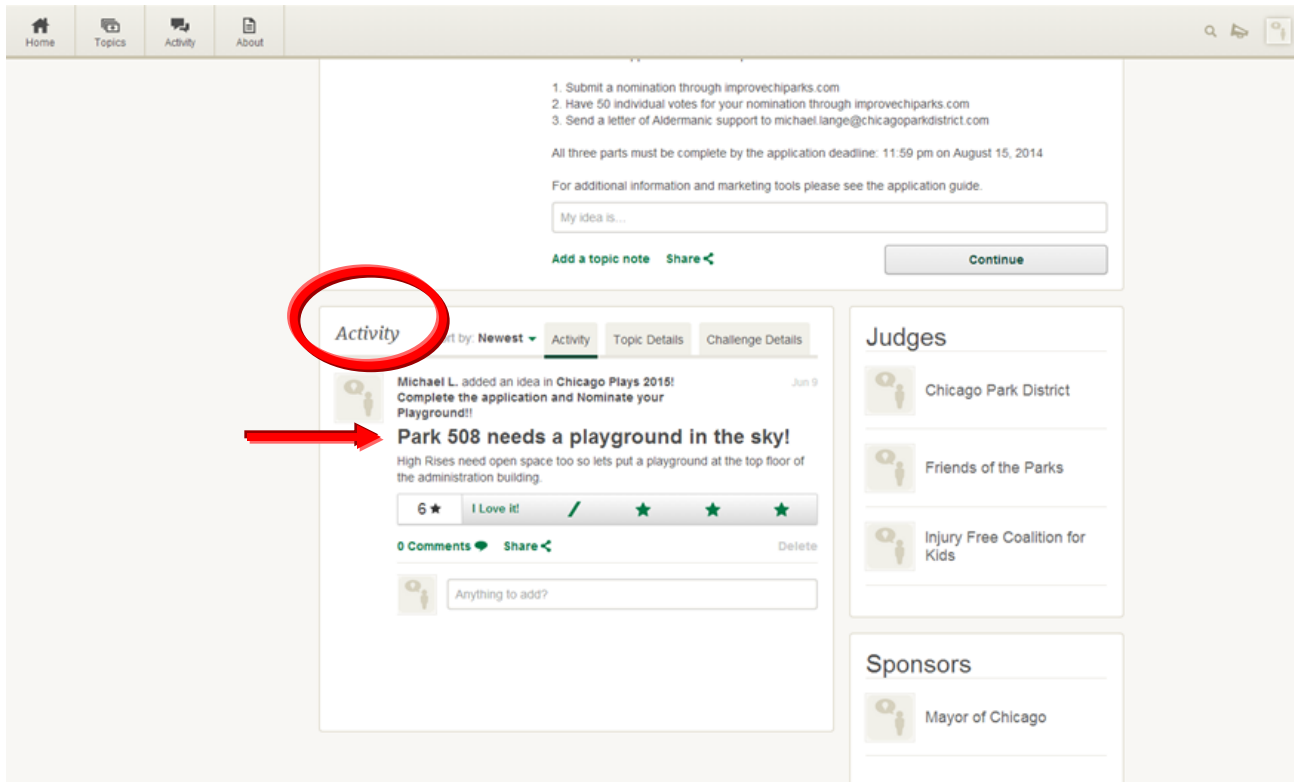 Home Topics Activity About
1. Submit a nomination through improvechiparks.com
2. Have 50 individual votes for your nomination through improvechiparks.com
3. Send a letter of Aldermanic support to michael.lange@chicagoparkdistrict.com
All three parts must be complete by the application deadline: 11:59 pm on August 15, 2014
For additional information and marketing tools please see the application guide.
My idea is...
Add a topic note Share
Continue
Activity
by: Newest Activity Topic Details Challenge Details
Michael L. added an idea in Chicago Plays 2015! Jun 9
Complete the application and Nominate your
Playground!!
Park 508 needs a playground in the sky!
High Rises need open space too so lets put a playground at the top floor of
the administration building.
6★ I Love it! / ★ ★ ★
0 Comments Share Delete
Anything to add?
Judges
Chicago Park District
Friends of the Parks
Injury Free Coalition for
Kids
Sponsors
Mayor of Chicago